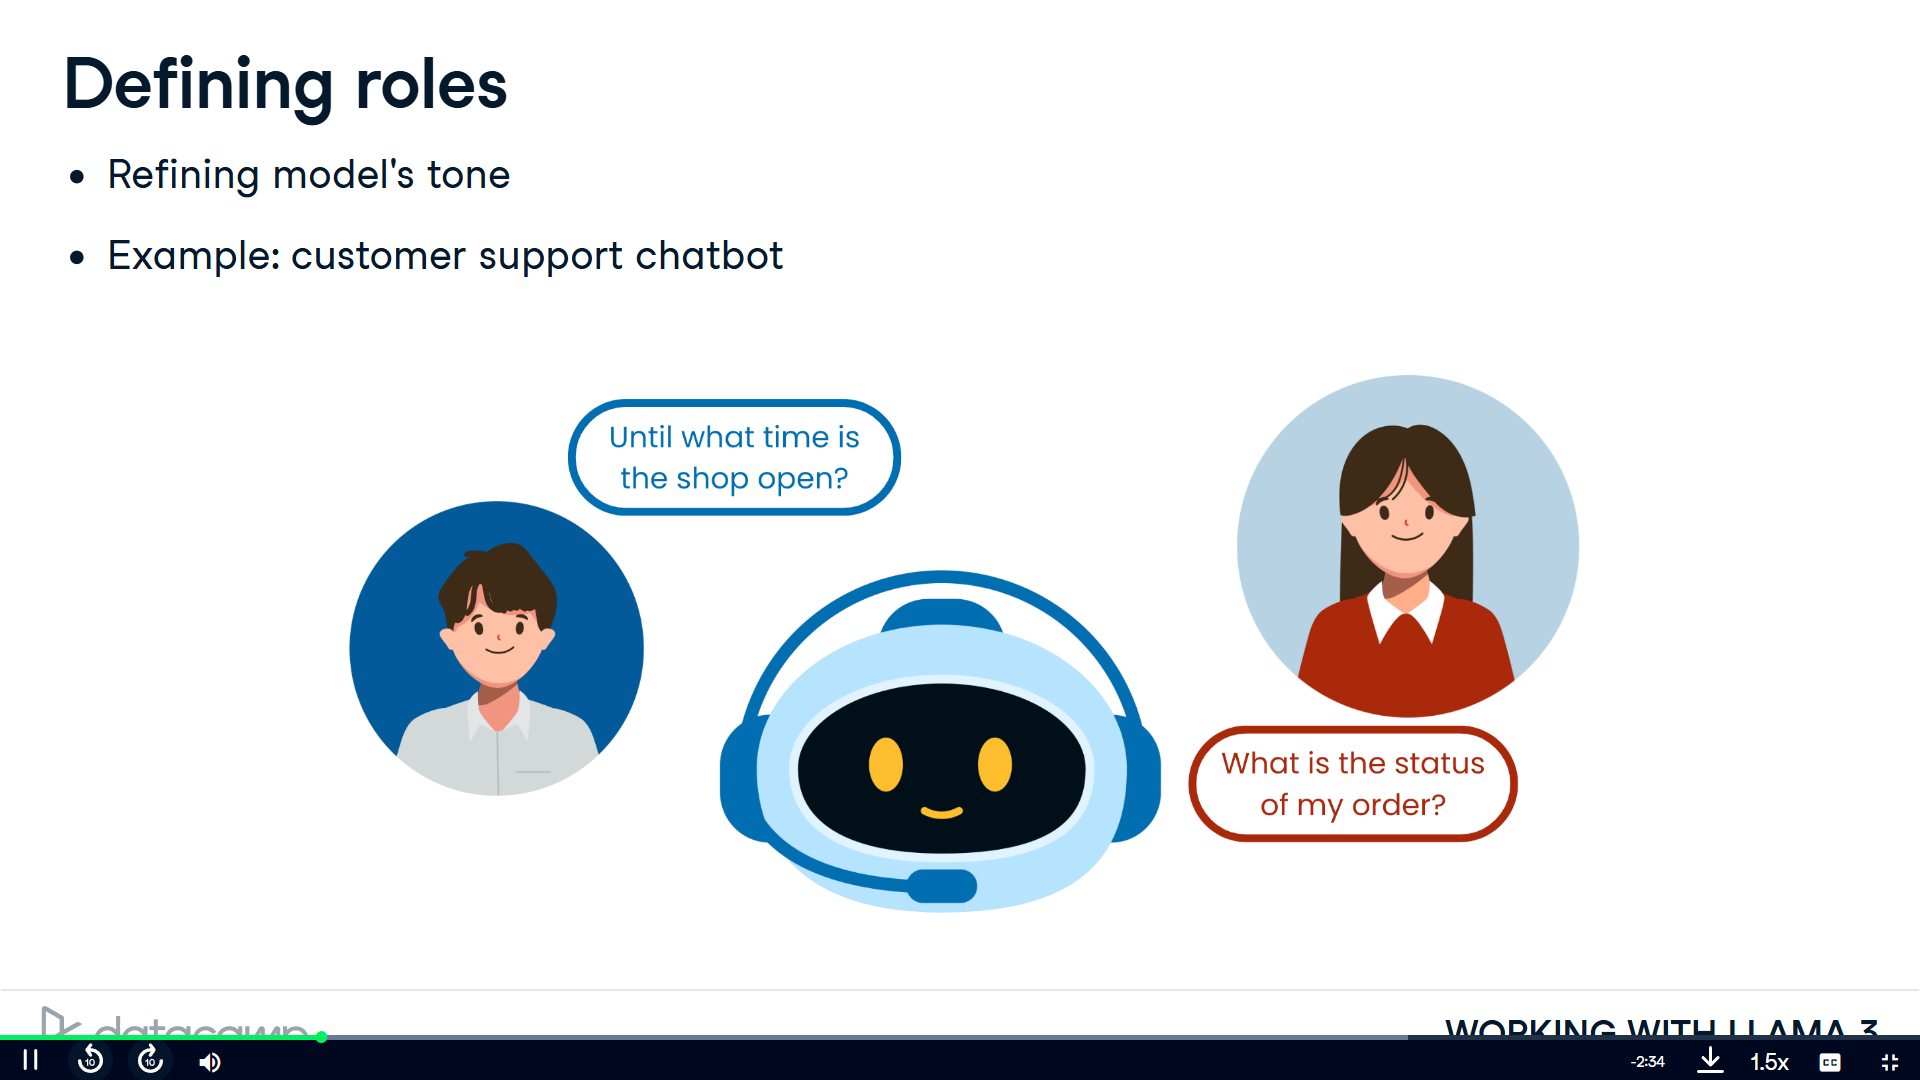 Defining roles
Refining model's tone
Example: customer support chatbot
Until what time is
the shop open?
What is the status
of my order?
datacamp
WORKING WITH LLAMA 3
10
10
-2:34
1.5x
CC